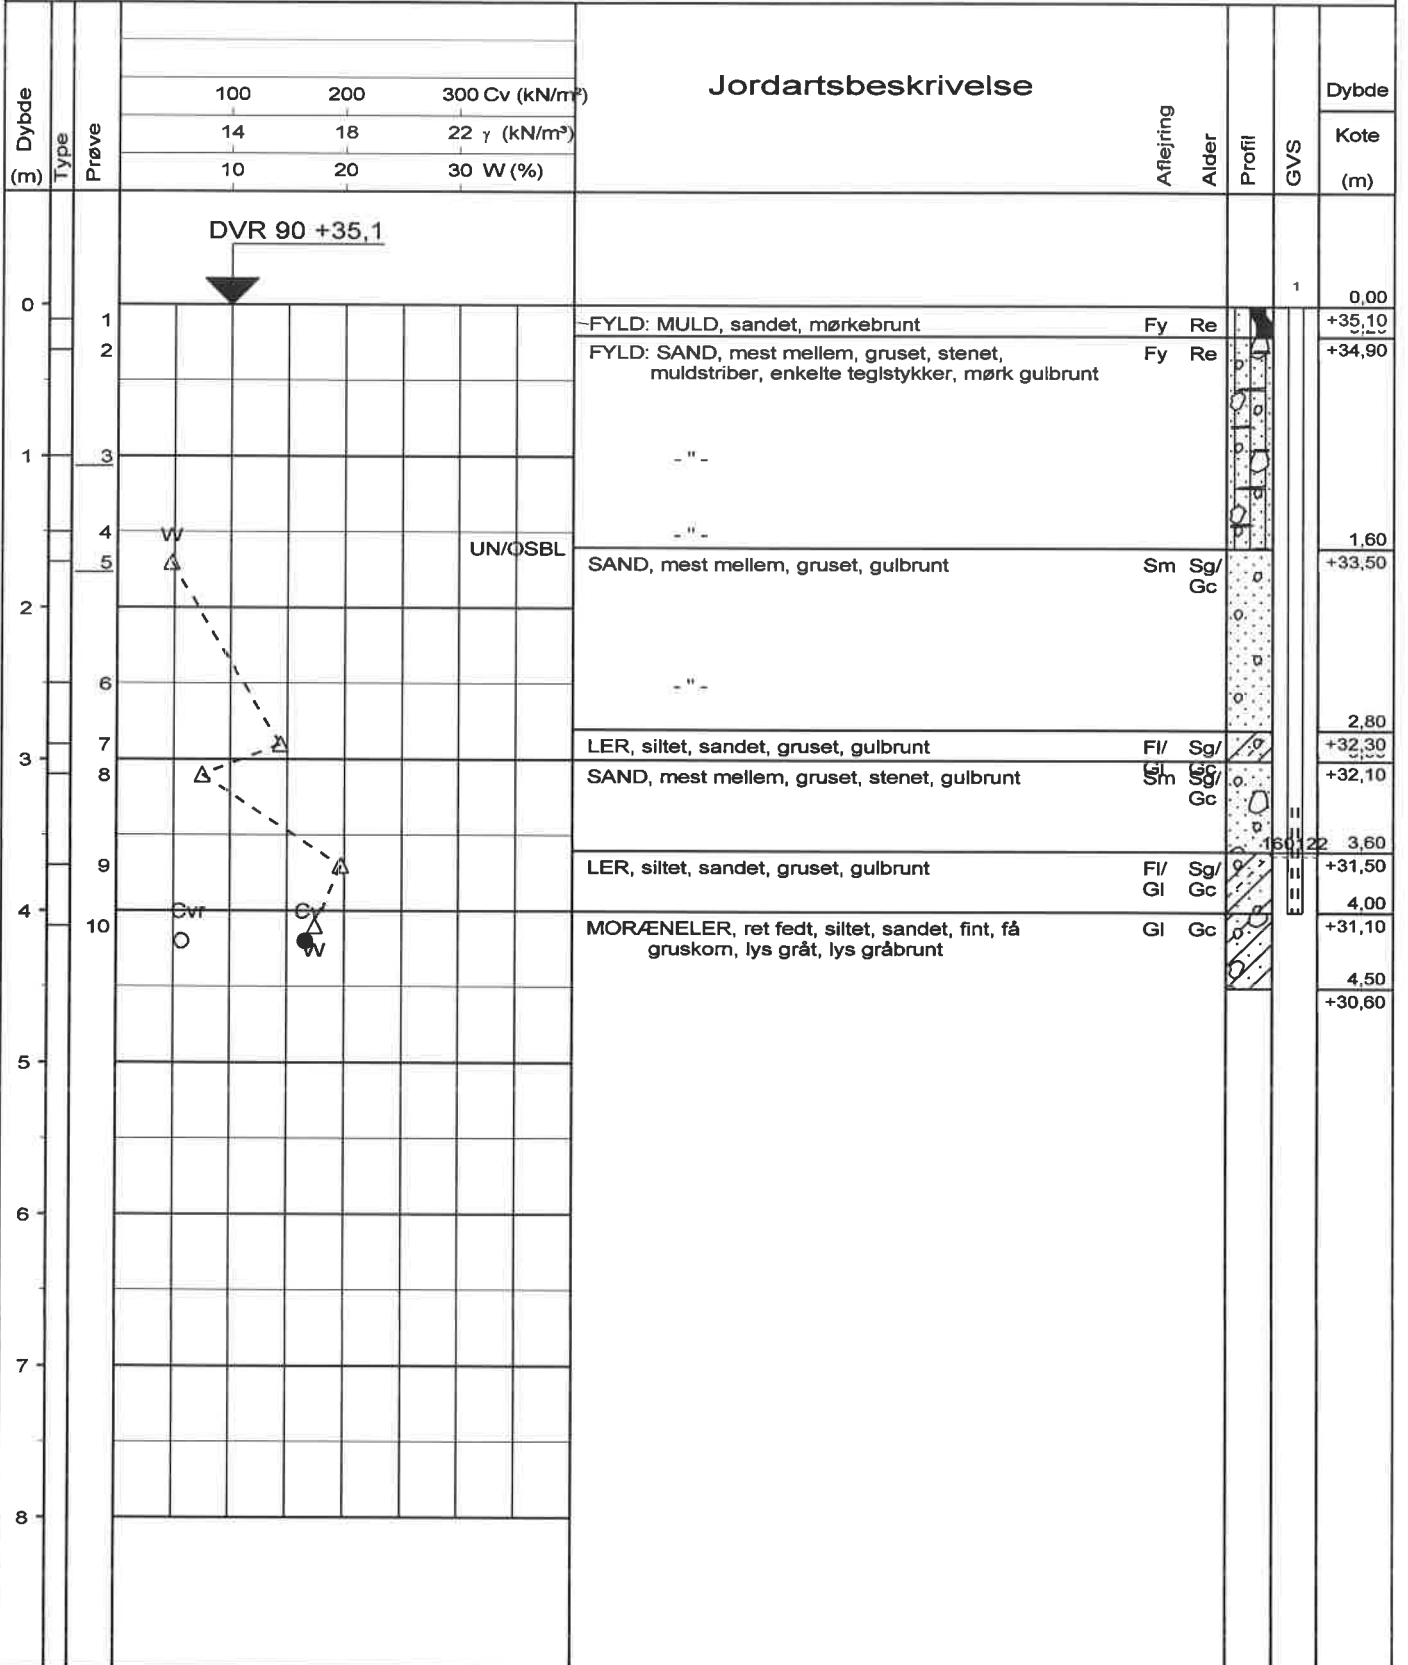 Jordartsbeskrivelse
Dybde
(m)
Type
Prøve
100 200 300 Cv (kN/m²)
14 18 22 γ (kN/m³)
10 20 30 W (%)
Aflejring
Alder
Profil
GVS
Dybde
Kote
(m)
DVR 90 +35,1
1
0 0,00
1 FYLD: MULD, sandet, mørkebrunt Fy Re +35,10
2 FYLD: SAND, mest mellem, gruset, stenet, Fy Re +34,90
muldstriber, enkelte teglstykker, mørk gulbrunt
1 3 - " -
4 W - " - 1,60
UN/OSBL
5 SAND, mest mellem, gruset, gulbrunt Sm Sg/ +33,50
Gc
2
6 - " -
2,80
7 LER, siltet, sandet, gruset, gulbrunt Fl/ Sg/ +32,30
Gl Gc
3
8 SAND, mest mellem, gruset, stenet, gulbrunt Sm Sg/ +32,10
Gc
160122 3,60
9 LER, siltet, sandet, gruset, gulbrunt Fl/ Sg/ +31,50
Gl Gc
4 Cvr Cv 4,00
10 MORÆNELER, ret fedt, siltet, sandet, fint, få Gl Gc +31,10
W gruskorn, lys gråt, lys gråbrunt
4,50
+30,60
5
6
7
8